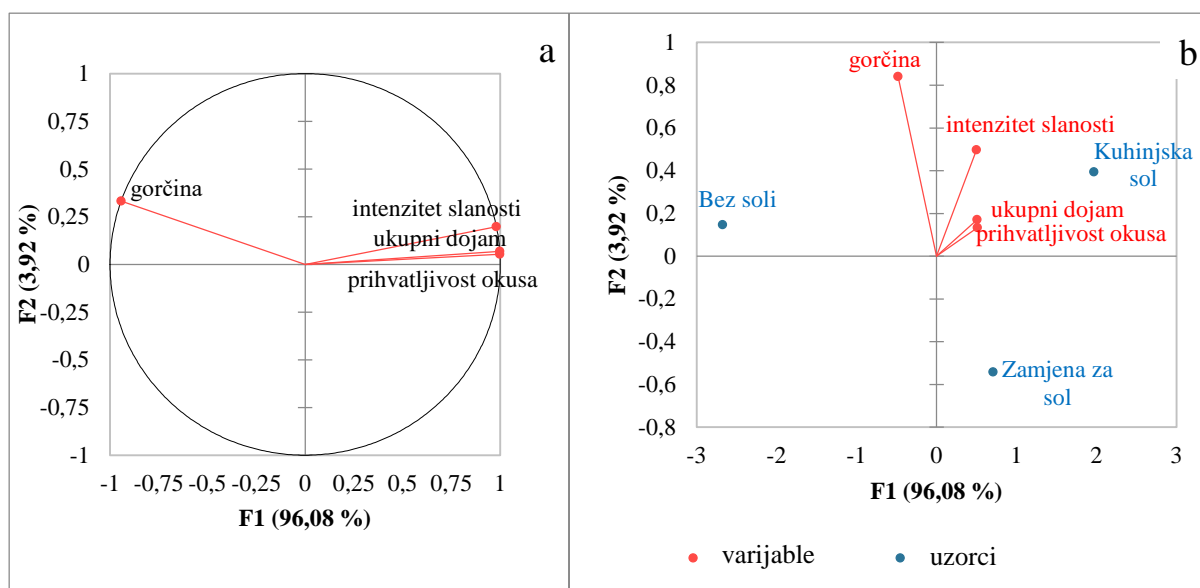 a
1
0,75
0,5
0,25
0
-0,25
-0,5
-0,75
-1
F2 (3,92 %)
gorčina
intenzitet slanosti
ukupni dojam
prihvatljivost okusa
-1 -0,75 -0,5 -0,25 0 0,25 0,5 0,75 1
F1 (96,08 %)
b
1
0,8
0,6
0,4
0,2
0
-0,2
-0,4
-0,6
-0,8
F2 (3,92 %)
gorčina
intenzitet slanosti
Kuhinjska
sol
Bez soli
ukupni dojam
prihvatljivost okusa
Zamjena za
sol
-3 -2 -1 0 1 2 3
F1 (96,08 %)
varijable uzorci